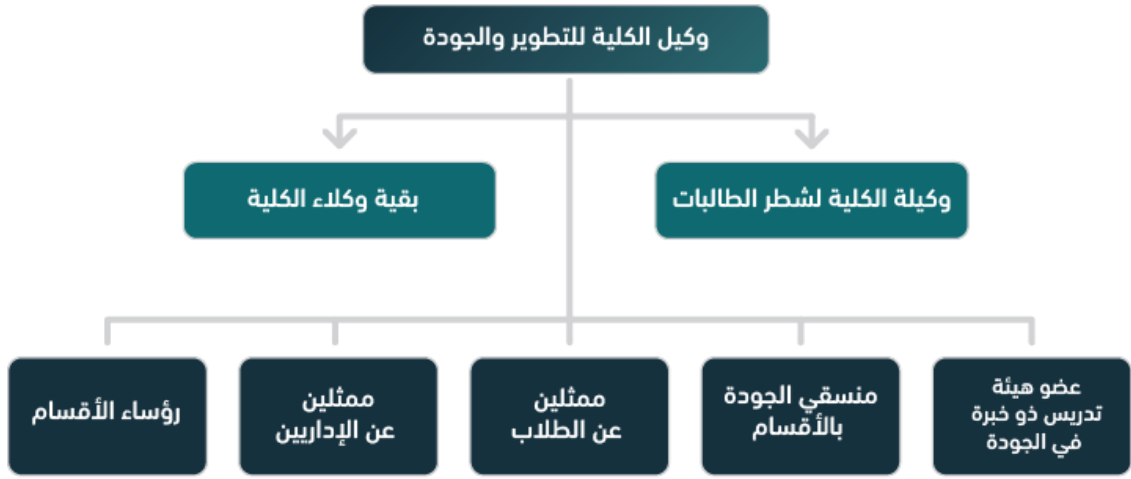 وكيل الكلية للتطوير والجودة
وكيلة الكلية لشطر الطالبات
بقية وكلاء الكلية
عضو هيئة
تدريس ذو خبرة
في الجودة
منسقي الجودة
بالأقسام
ممثلين
عن الطلاب
ممثلين
عن الإداريين
رؤساء الأقسام